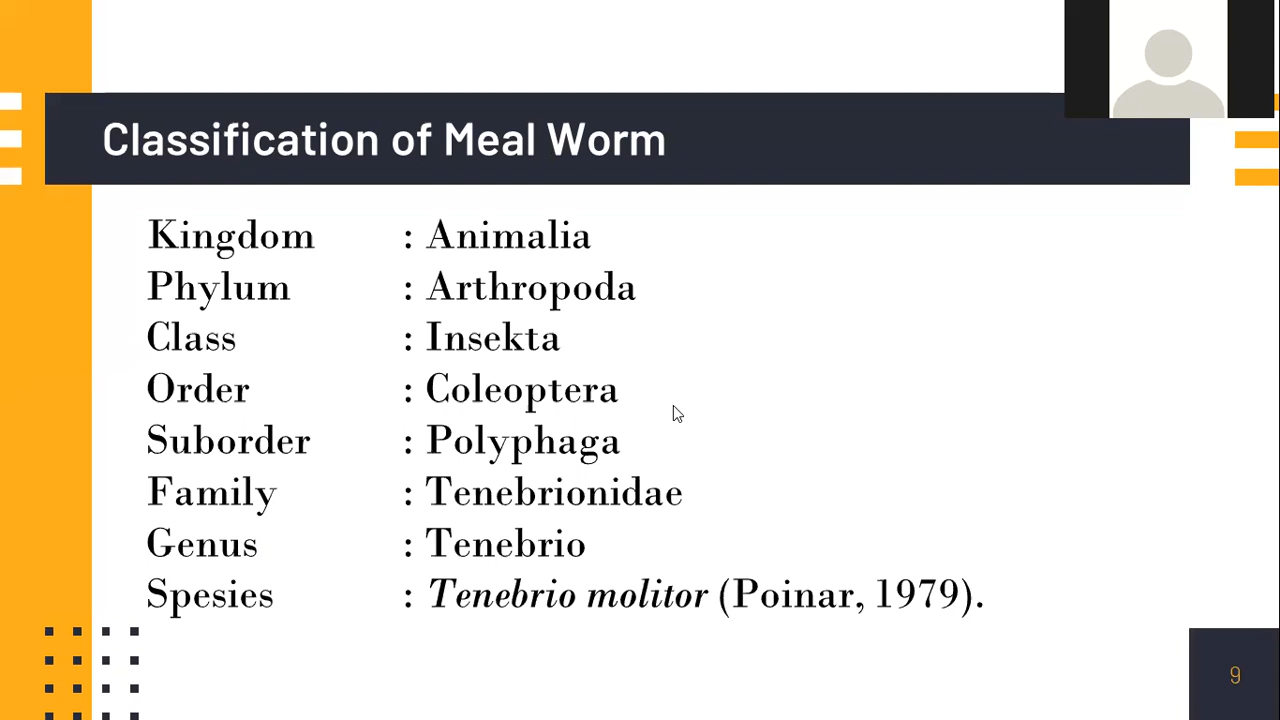 Classification of Meal Worm
Kingdom : Animalia
Phylum : Arthropoda
Class : Insekta
Order : Coleoptera
Suborder : Polyphaga
Family : Tenebrionidae
Genus : Tenebrio
Spesies : Tenebrio molitor (Poinar, 1979).
9